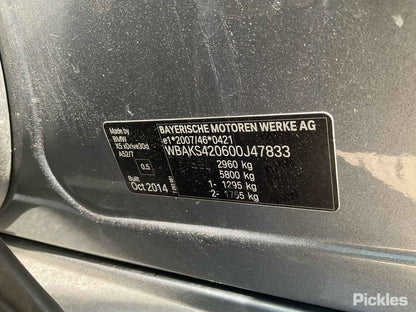 Made by
BMW
X5 xDrive30d
AS2/7
0.5
Built
Oct 2014
BAYERISCHE MOTOREN WERKE AG
e1*2007/46*0421
WBAKS420600J47833
2960 kg
5800 kg
1- 1295 kg
2- 1755 kg
Pickles